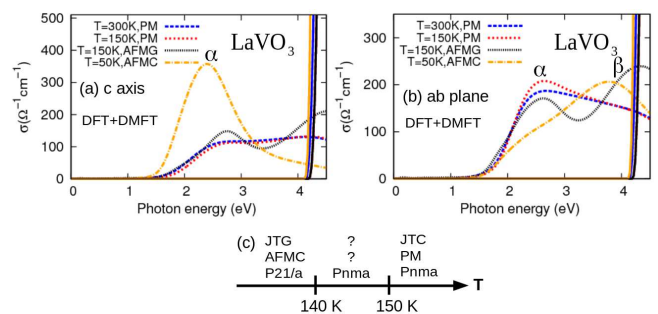 500
400
300
200
100
0
σ(Ω⁻¹cm⁻¹)
T=300K,PM
T=150K,PM
T=150K,AFMG
T=50K,AFMC
LaVO₃
α
(a) c axis
DFT+DMFT
0 1 2 3 4
Photon energy (eV)
300
200
100
0
σ(Ω⁻¹cm⁻¹)
T=300K,PM
T=150K,PM
T=150K,AFMG
T=50K,AFMC
LaVO₃
α β
(b) ab plane
DFT+DMFT
0 1 2 3 4
Photon energy (eV)
(c) JTG ? JTC
AFMC ? PM
P21/a Pnma Pnma
T
140 K 150 K